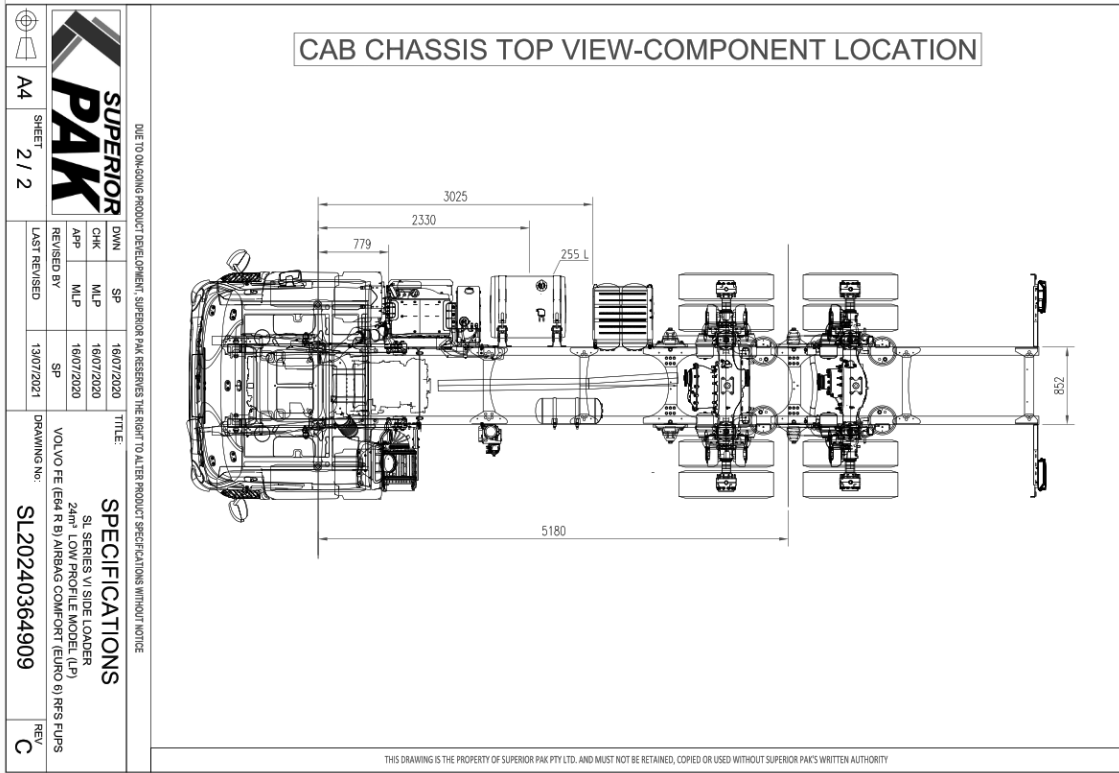 CAB CHASSIS TOP VIEW-COMPONENT LOCATION
3025
2330
779
255 L
852
5180
THIS DRAWING IS THE PROPERTY OF SUPERIOR PAK PTY LTD. AND MUST NOT BE RETAINED, COPIED OR USED WITHOUT SUPERIOR PAK'S WRITTEN AUTHORITY
DUE TO ON-GOING PRODUCT DEVELOPMENT, SUPERIOR PAK RESERVES THE RIGHT TO ALTER PRODUCT SPECIFICATIONS WITHOUT NOTICE
SUPERIOR
PAK
DWN SP 16/07/2020
CHK MLP 16/07/2020
APP MLP 16/07/2020
REVISED BY SP
LAST REVISED 13/07/2021
TITLE:
SPECIFICATIONS
SL SERIES VI SIDE LOADER
24m³ LOW PROFILE MODEL (LP)
VOLVO FE (E64 R B) AIRBAG COMFORT (EURO 6) RFS FUPS
A4
SHEET 2 / 2
DRAWING No: SL20240364909
REV C